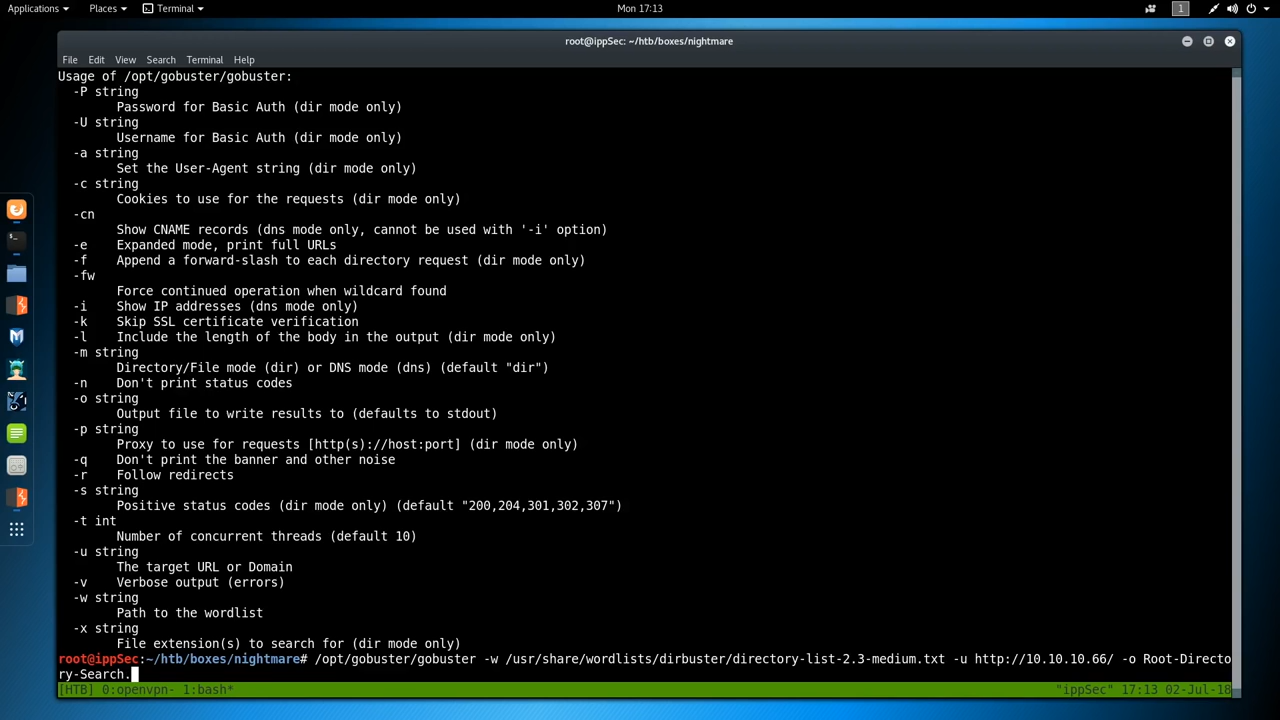 Applications Places Terminal Mon 17:13 1
root@ippSec: ~/htb/boxes/nightmare
File Edit View Search Terminal Help
Usage of /opt/gobuster/gobuster:
  -P string
        Password for Basic Auth (dir mode only)
  -U string
        Username for Basic Auth (dir mode only)
  -a string
        Set the User-Agent string (dir mode only)
  -c string
        Cookies to use for the requests (dir mode only)
  -cn
        Show CNAME records (dns mode only, cannot be used with '-i' option)
  -e    Expanded mode, print full URLs
  -f    Append a forward-slash to each directory request (dir mode only)
  -fw
        Force continued operation when wildcard found
  -i    Show IP addresses (dns mode only)
  -k    Skip SSL certificate verification
  -l    Include the length of the body in the output (dir mode only)
  -m string
        Directory/File mode (dir) or DNS mode (dns) (default "dir")
  -n    Don't print status codes
  -o string
        Output file to write results to (defaults to stdout)
  -p string
        Proxy to use for requests [http(s)://host:port] (dir mode only)
  -q    Don't print the banner and other noise
  -r    Follow redirects
  -s string
        Positive status codes (dir mode only) (default "200,204,301,302,307")
  -t int
        Number of concurrent threads (default 10)
  -u string
        The target URL or Domain
  -v    Verbose output (errors)
  -w string
        Path to the wordlist
  -x string
        File extension(s) to search for (dir mode only)
root@ippSec:~/htb/boxes/nightmare# /opt/gobuster/gobuster -w /usr/share/wordlists/dirbuster/directory-list-2.3-medium.txt -u http://10.10.10.66/ -o Root-Directo
ry-Search.
[HTB] 0:openvpn- 1:bash* "ippSec" 17:13 02-Jul-18